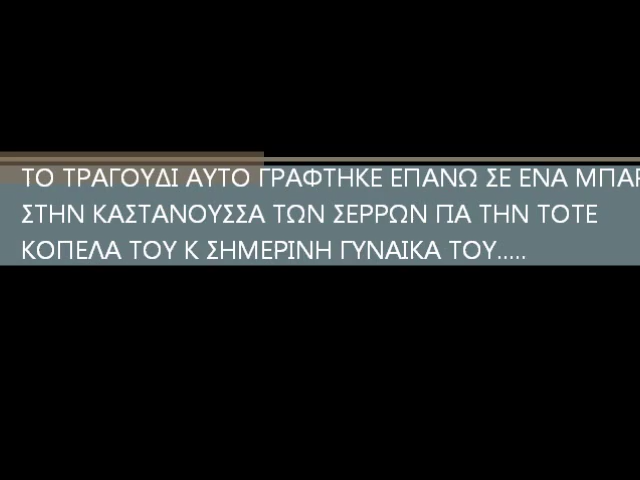 ΤΟ ΤΡΑΓΟΥΔΙ ΑΥΤΟ ΓΡΑΦΤΗΚΕ ΕΠΑΝΩ ΣΕ ΕΝΑ ΜΠΑΡ
ΣΤΗΝ ΚΑΣΤΑΝΟΥΣΣΑ ΤΩΝ ΣΕΡΡΩΝ ΓΙΑ ΤΗΝ ΤΟΤΕ
ΚΟΠΕΛΑ ΤΟΥ Κ ΣΗΜΕΡΙΝΗ ΓΥΝΑΙΚΑ ΤΟΥ.....